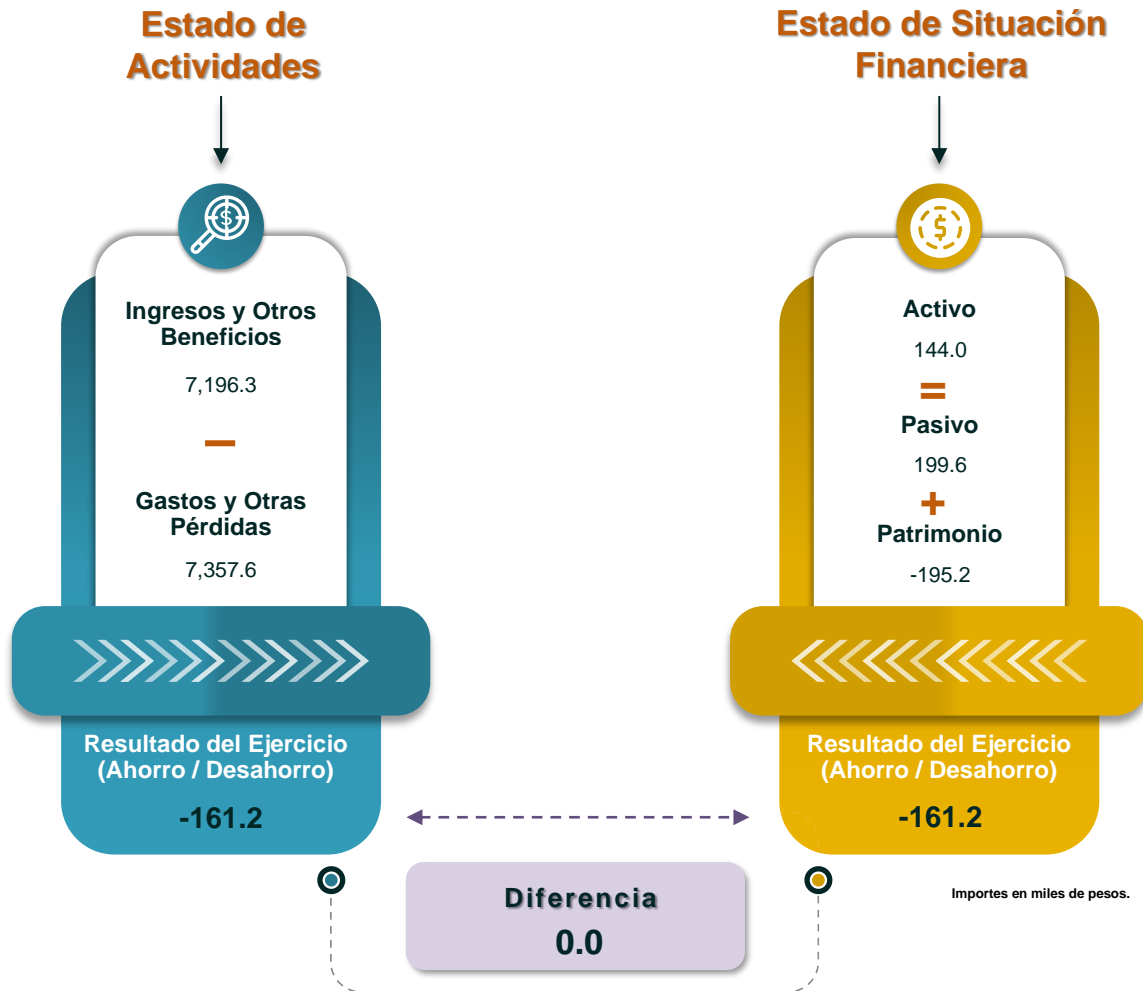 Estado de
Actividades
Ingresos y Otros
Beneficios
7,196.3
−
Gastos y Otras
Pérdidas
7,357.6
Resultado del Ejercicio
(Ahorro / Desahorro)
-161.2
Estado de Situación
Financiera
$
Activo
144.0
=
Pasivo
199.6
+
Patrimonio
-195.2
Resultado del Ejercicio
(Ahorro / Desahorro)
-161.2
Diferencia
0.0
Importes en miles de pesos.